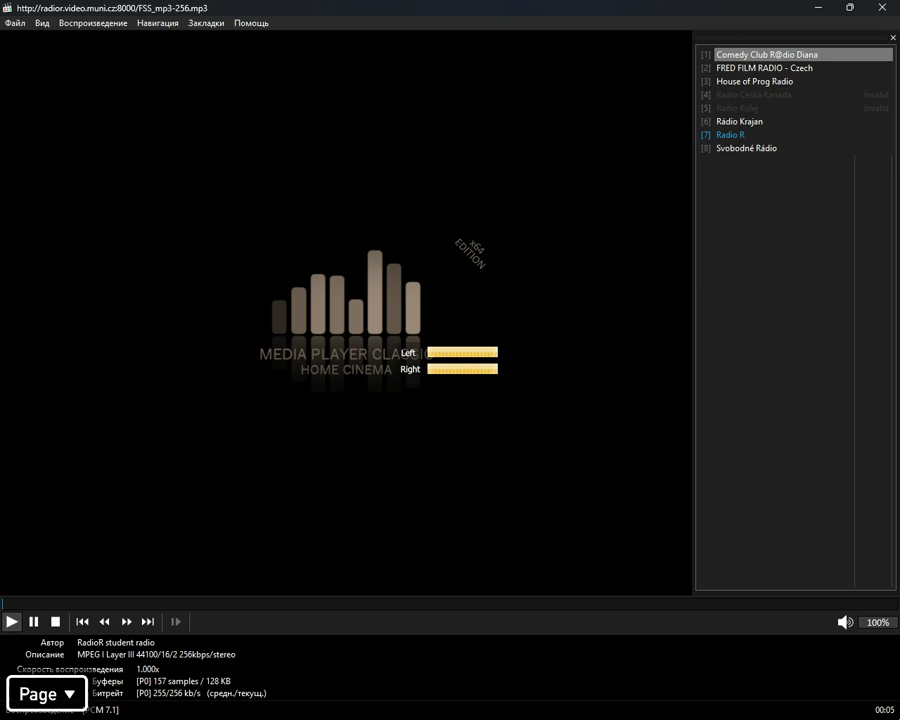 http://radior.video.muni.cz:8000/FSS_mp3-256.mp3
Файл Вид Воспроизведение Навигация Закладки Помощь
[1] Comedy Club R@dio Diana
[2] FRED FILM RADIO - Czech
[3] House of Prog Radio
[4] Radio Ceska Kanada Invalid
[5] Radio Kolej Invalid
[6] Rádio Krajan
[7] Radio R
[8] Svobodné Rádio
x64
EDITION
MEDIA PLAYER CLASSIC
HOME CINEMA
Left
Right
100%
Автор RadioR student radio
Описание MPEG I Layer III 44100/16/2 256kbps/stereo
Скорость воспроизведения 1.000x
Буферы [P0] 157 samples / 128 KB
Битрейт [P0] 255/256 kb/s (средн./текущ.)
Page ▼
[PCM 7.1]
00:05